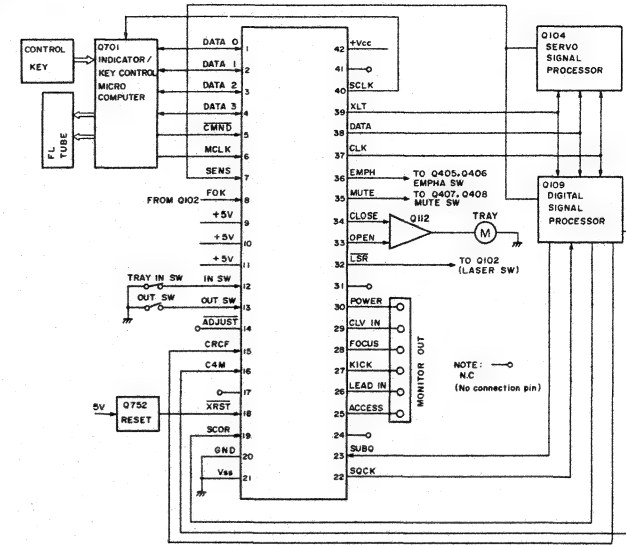 CONTROL
KEY
FL
TUBE
Q701
INDICATOR/
KEY CONTROL
MICRO
COMPUTER
DATA 0 1
DATA 1 2
DATA 2 3
DATA 3 4
CMND 5
MCLK 6
SENS 7
FROM Q102 FOK 8
+5V 9
+5V 10
+5V 11
TRAY IN SW IN SW 12
OUT SW OUT SW 13
ADJUST 14
CRCF 15
C4M 16
17
5V Q752
RESET
XRST 18
SCOR 19
GND 20
Vss 21
42 +Vcc
41
40 SCLK
39 XLT
38 DATA
37 CLK
36 EMPH TO Q405, Q406
EMPHA SW
35 MUTE TO Q407, Q408
MUTE SW
34 CLOSE Q112 TRAY
M
33 OPEN
32 LSR TO Q102
(LASER SW)
31
30 POWER
29 CLV IN
28 FOCUS
27 KICK
26 LEAD IN
25 ACCESS
MONITOR OUT
24
23 SUBQ
22 SQCK
NOTE:
N.C
(No connection pin)
Q104
SERVO
SIGNAL
PROCESSOR
Q109
DIGITAL
SIGNAL
PROCESSOR